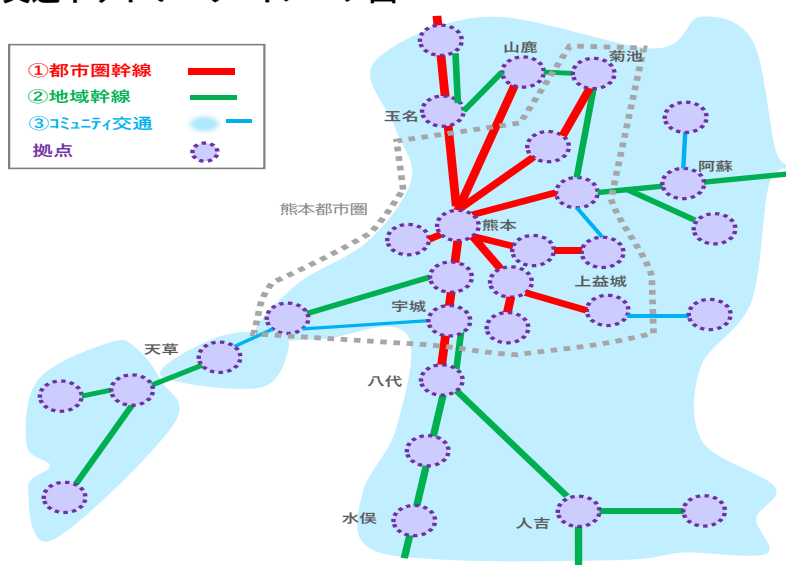 ①都市圏幹線
②地域幹線
③ｺﾐｭﾆﾃｨ交通
拠点
山鹿
菊池
玉名
阿蘇
熊本都市圏
熊本
上益城
宇城
天草
八代
水俣
人吉